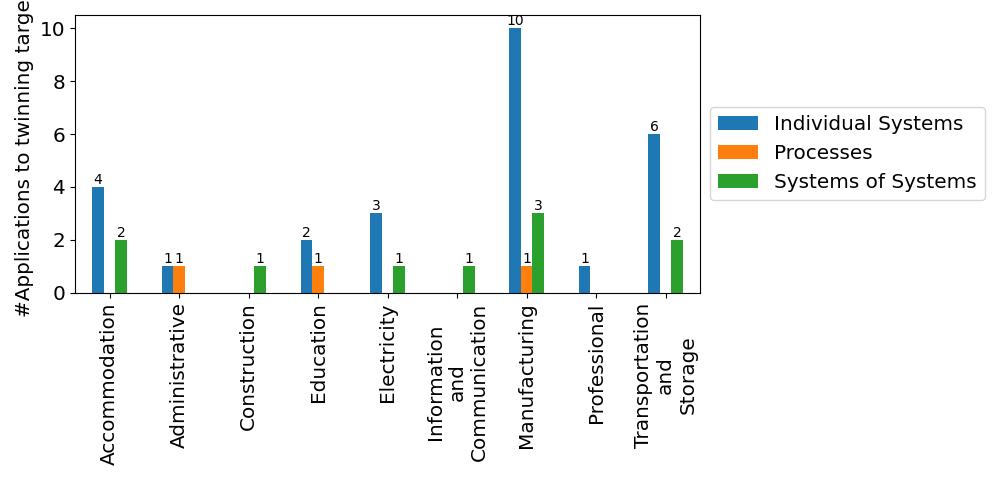 #Applications to twinning targe
10
8
6
4
2
0
4
2
1
1
1
2
1
3
1
1
10
1
3
1
6
2
Accommodation
Administrative
Construction
Education
Electricity
Information
and
Communication
Manufacturing
Professional
Transportation
and
Storage
Individual Systems
Processes
Systems of Systems